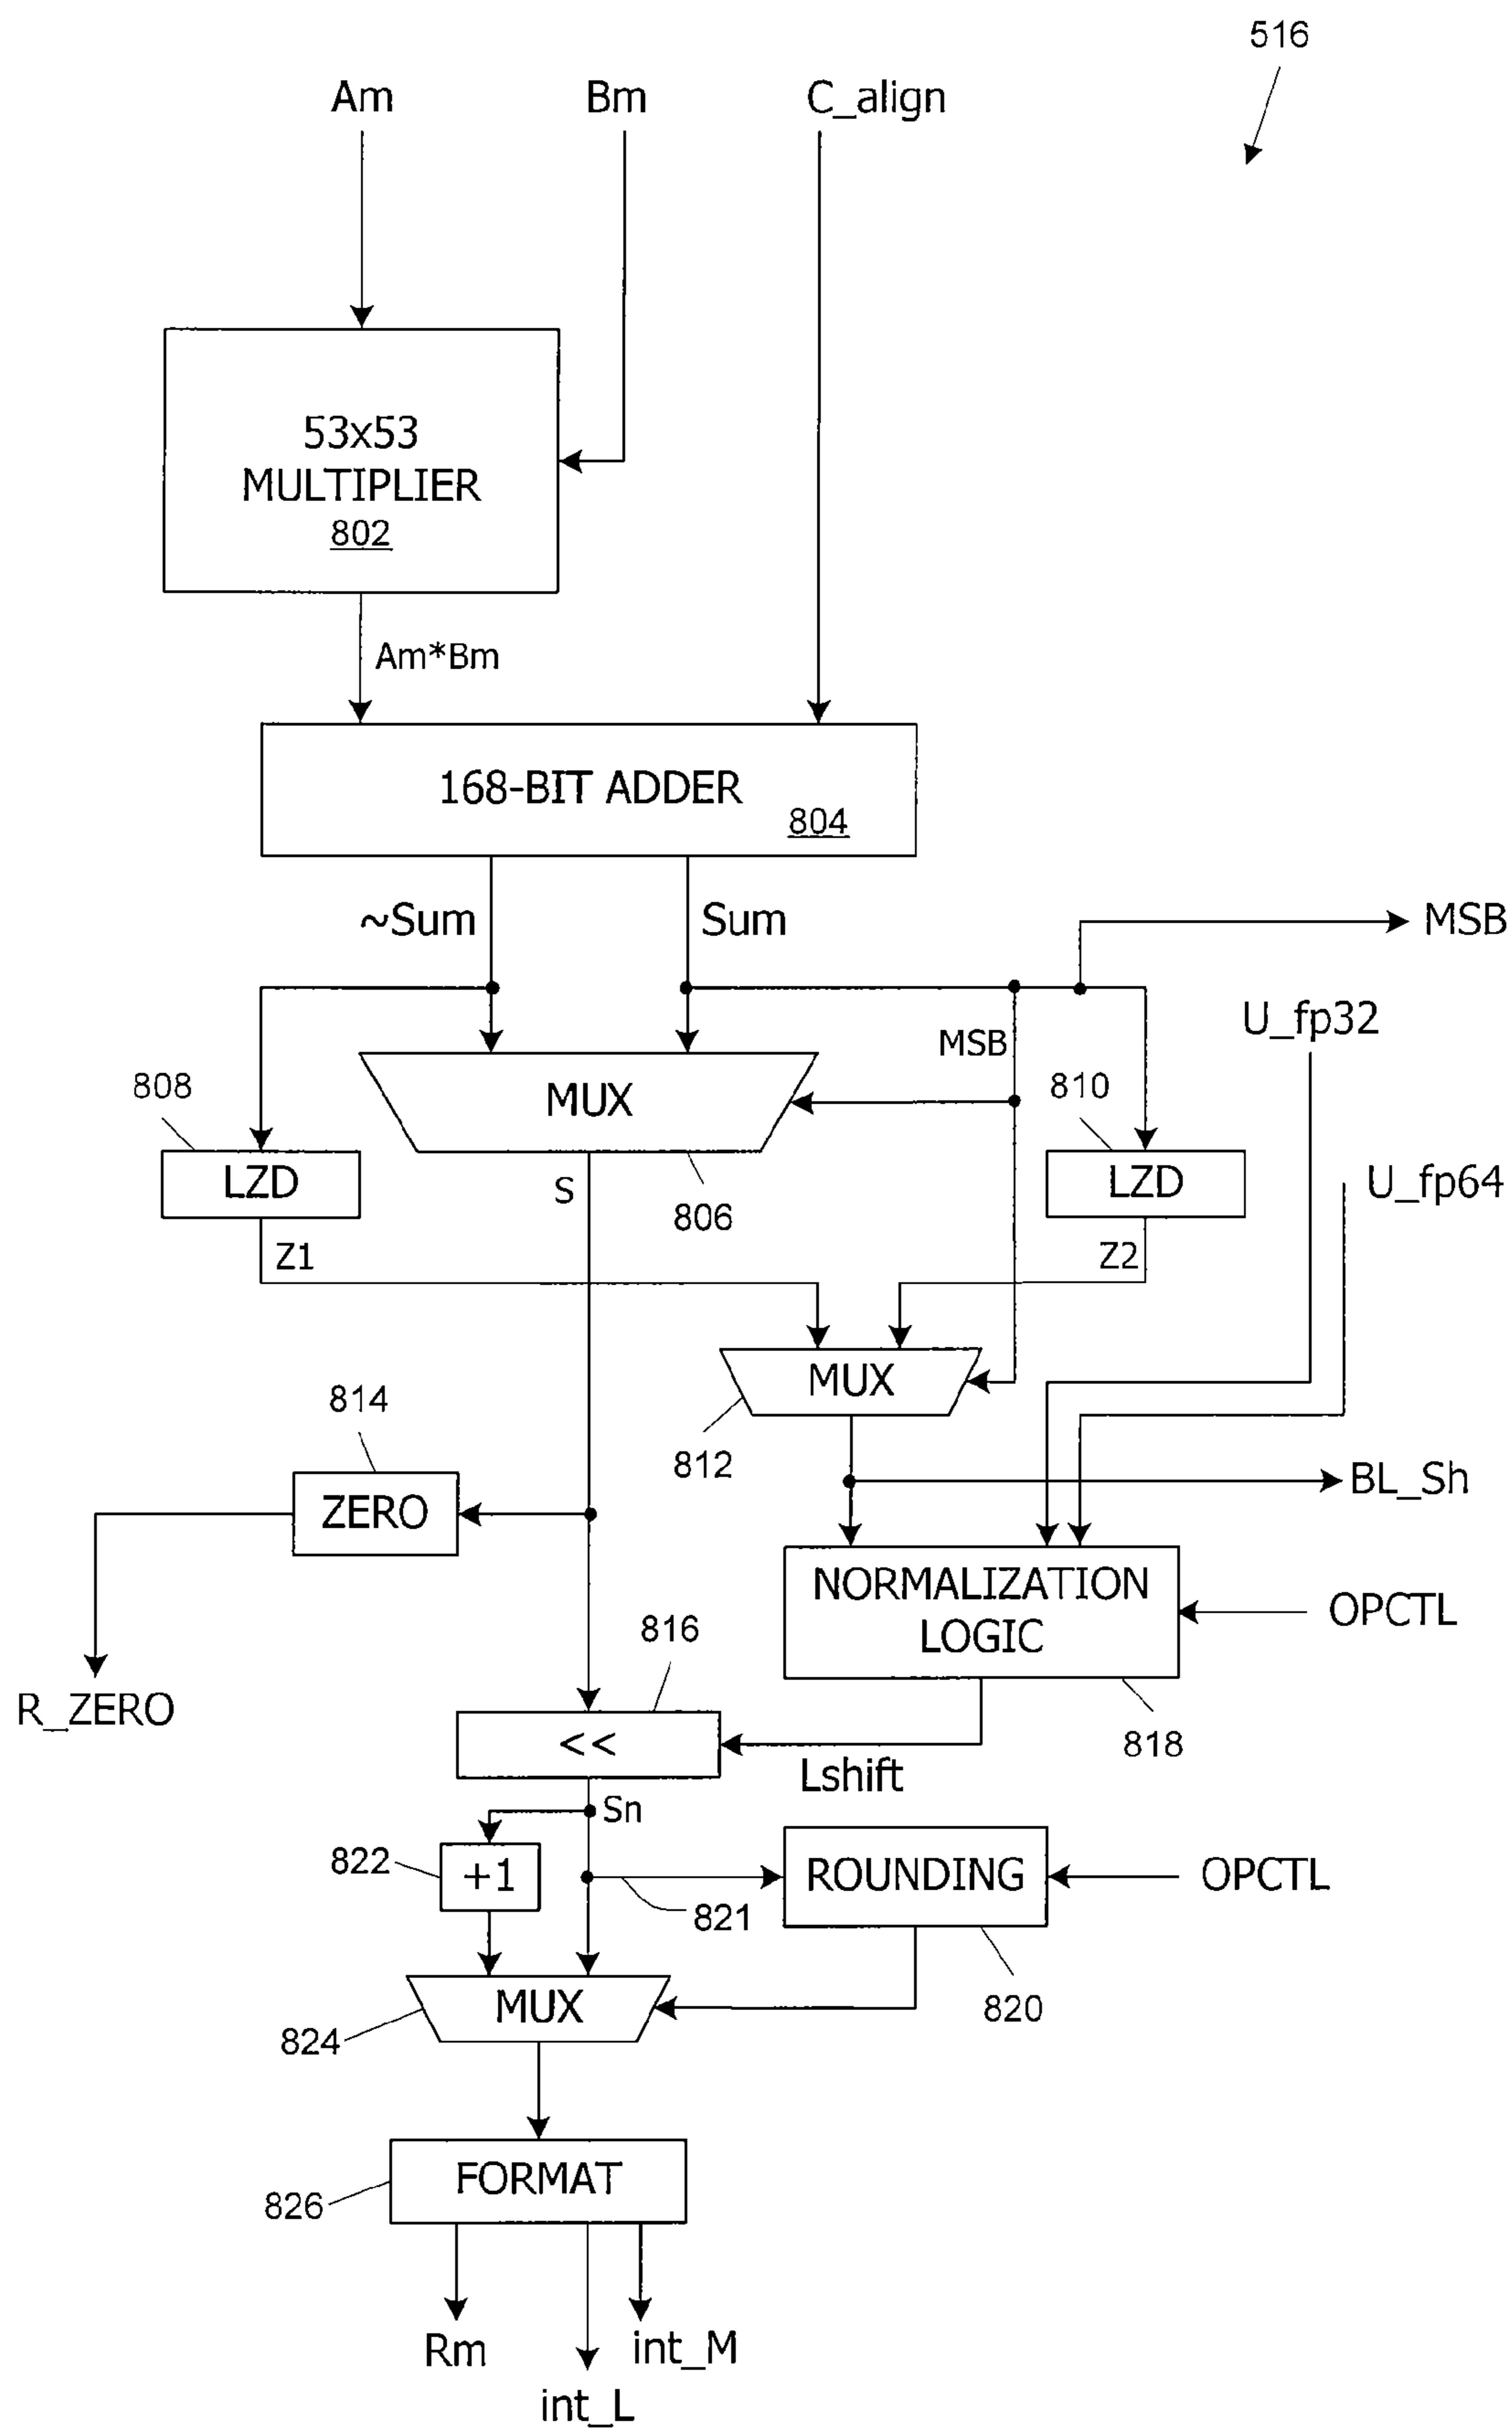 516
Am
Bm
C_align
53x53
MULTIPLIER
802
Am*Bm
168-BIT ADDER
804
~Sum
Sum
MSB
U_fp32
MSB
808
MUX
810
LZD
S
806
LZD
U_fp64
Z1
Z2
MUX
814
812
BL_Sh
ZERO
NORMALIZATION
LOGIC
OPCTL
816
R_ZERO
<<
818
Lshift
Sn
822
+1
ROUNDING
OPCTL
821
MUX
820
824
FORMAT
826
Rm
int_M
int_L